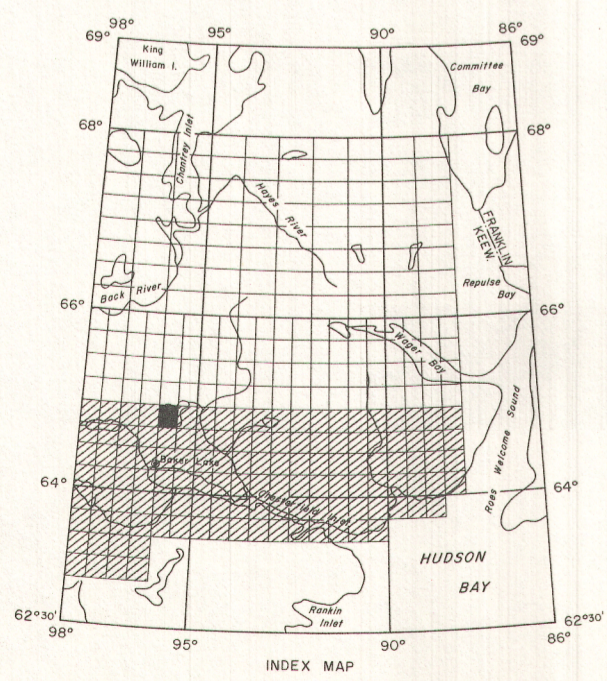 98°
95°
90°
86°
69°
69°
King
William I.
Committee
Bay
68°
68°
Chantrey Inlet
Hayes River
FRANKLIN
KEEW.
Back River
Repulse
Bay
66°
66°
Wager Bay
Roes Welcome Sound
Baker Lake
64°
64°
Chesterfield Inlet
HUDSON
BAY
Rankin
Inlet
62°30'
62°30'
98°
95°
90°
86°
INDEX MAP